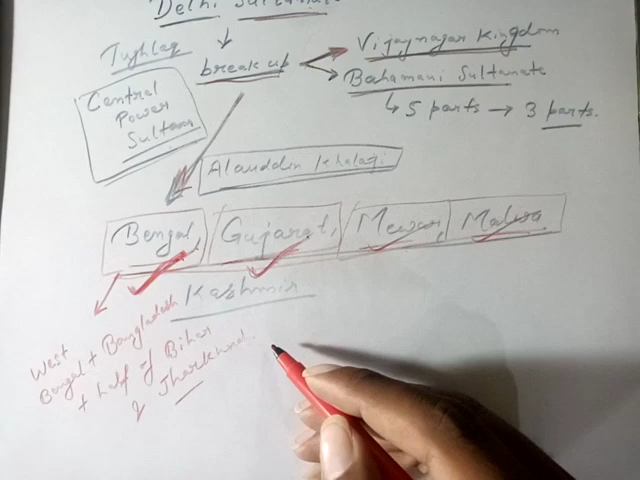 Delhi Sultanate
Tughlaq
break up
Vijaynagar Kingdom
Bahamani Sultanate
↳ 5 parts → 3 parts.
Central
Power
Sultan
Alauddin Khalagi
Bengal, Gujarat, Mewar, Malwa
Kashmir
West
Bengal + Bangladesh
+ half of Bihar
& Jharkhand.